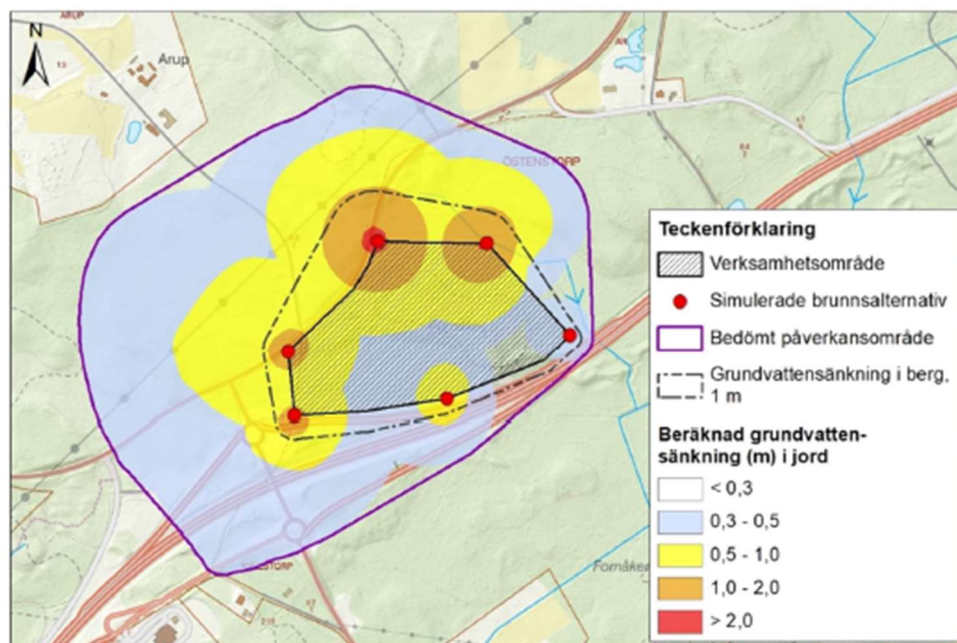 ARUP
N
Arup
ÖSTENSTORP
Fornåker
Teckenförklaring
Verksamhetsområde
Simulerade brunnsalternativ
Bedömt påverkansområde
Grundvattensänkning i berg,
1 m
Beräknad grundvatten-
sänkning (m) i jord
< 0,3
0,3 - 0,5
0,5 - 1,0
1,0 - 2,0
> 2,0